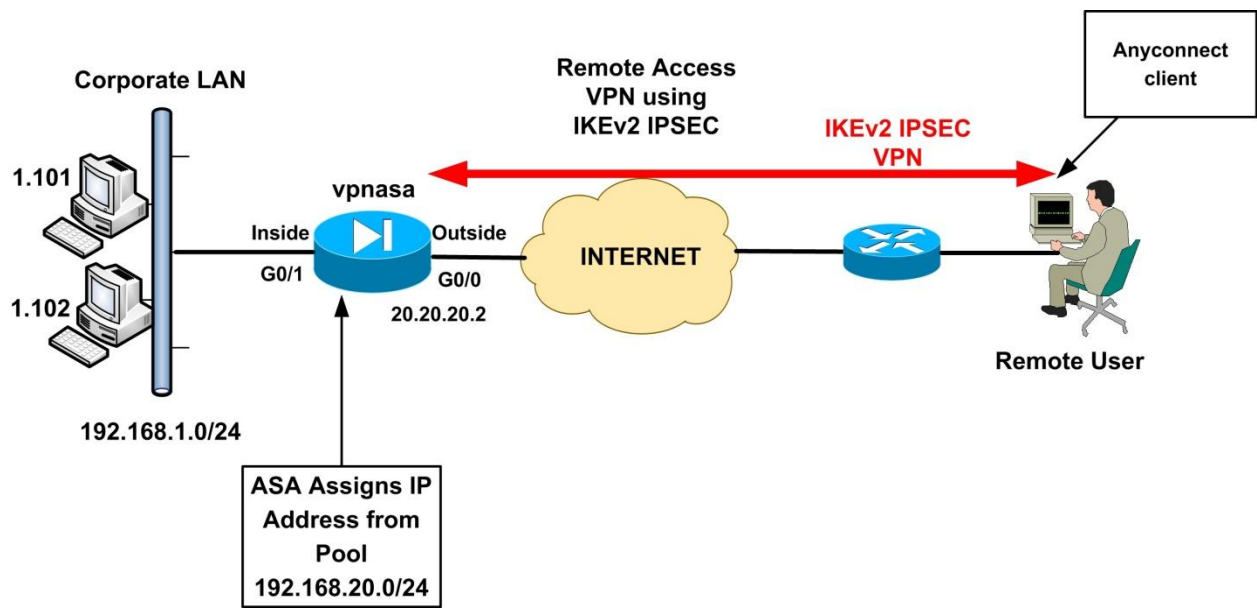 Corporate LAN
1.101
1.102
192.168.1.0/24
vpnasa
Inside
G0/1
Outside
G0/0
20.20.20.2
ASA Assigns IP
Address from
Pool
192.168.20.0/24
Remote Access
VPN using
IKEv2 IPSEC
INTERNET
IKEv2 IPSEC
VPN
Anyconnect
client
Remote User